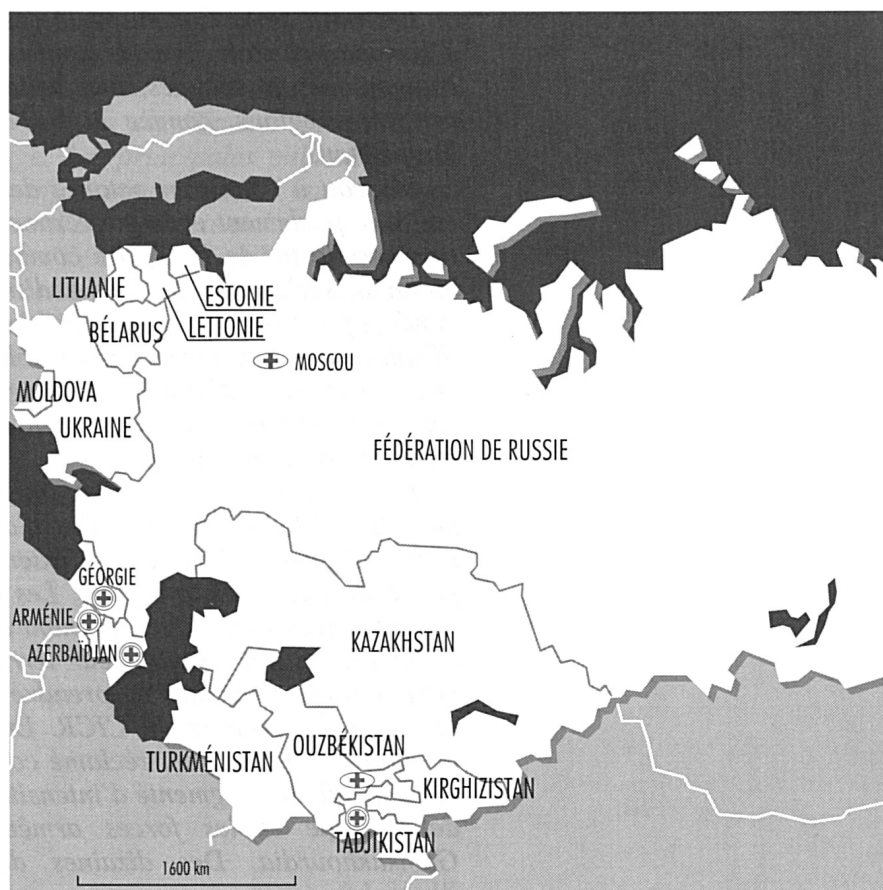 LITUANIE
ESTONIE
LETTONIE
BÉLARUS
MOSCOU
MOLDOVA
UKRAINE
FÉDÉRATION DE RUSSIE
GÉORGIE
ARMÉNIE
AZERBAÏDJAN
KAZAKHSTAN
OUZBÉKISTAN
TURKMÉNISTAN
KIRGHIZISTAN
TADJIKISTAN
1600 km